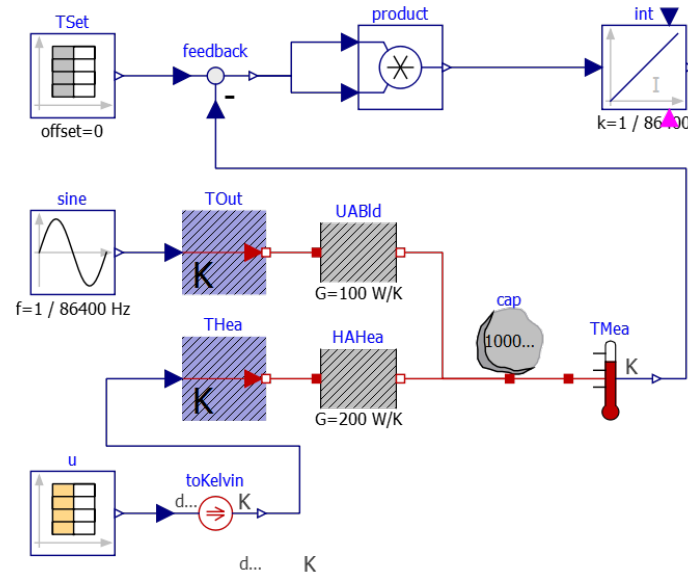 TSet
feedback
product
int
-
I
offset=0
k=1 / 86400
sine
TOut
UABld
K
f=1 / 86400 Hz
G=100 W/K
cap
THea
HAHea
1000...
TMea
K
K
G=200 W/K
u
toKelvin
d...
K
d...
K